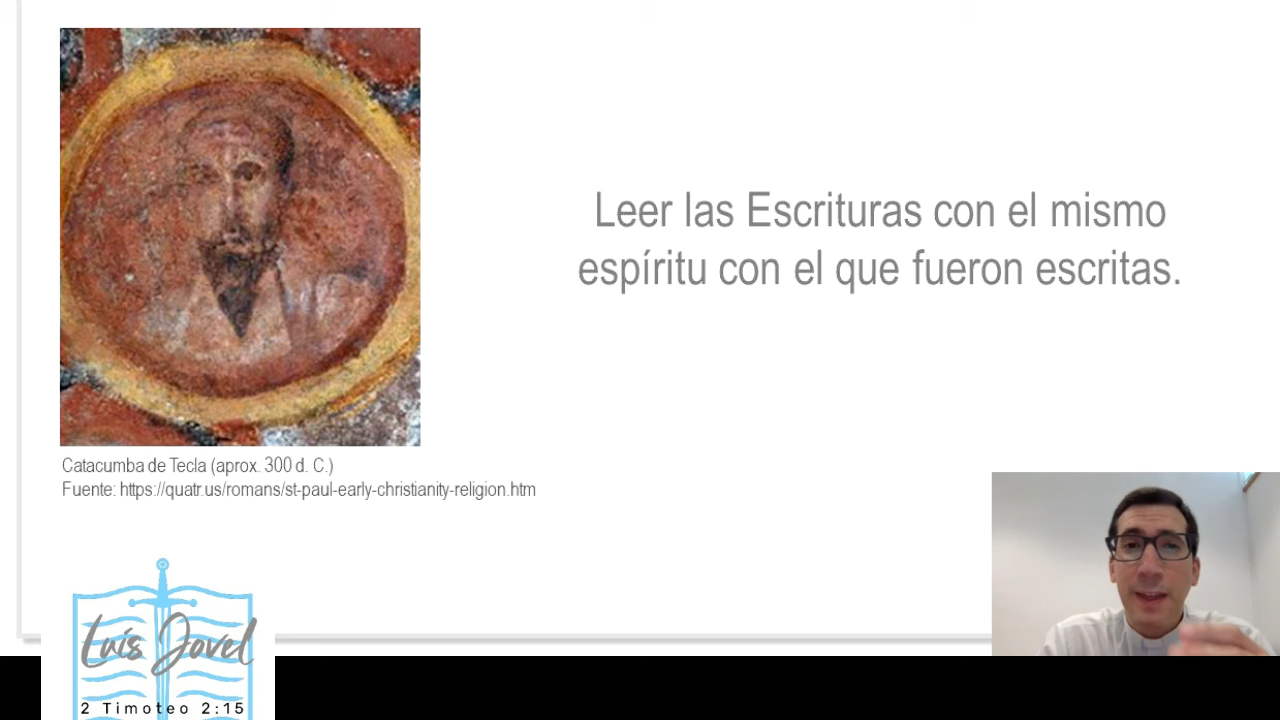 Leer las Escrituras con el mismo
espíritu con el que fueron escritas.
Catacumba de Tecla (aprox. 300 d. C.)
Fuente: https://quatr.us/romans/st-paul-early-christianity-religion.htm
Luis Jovel
2 Timoteo 2:15